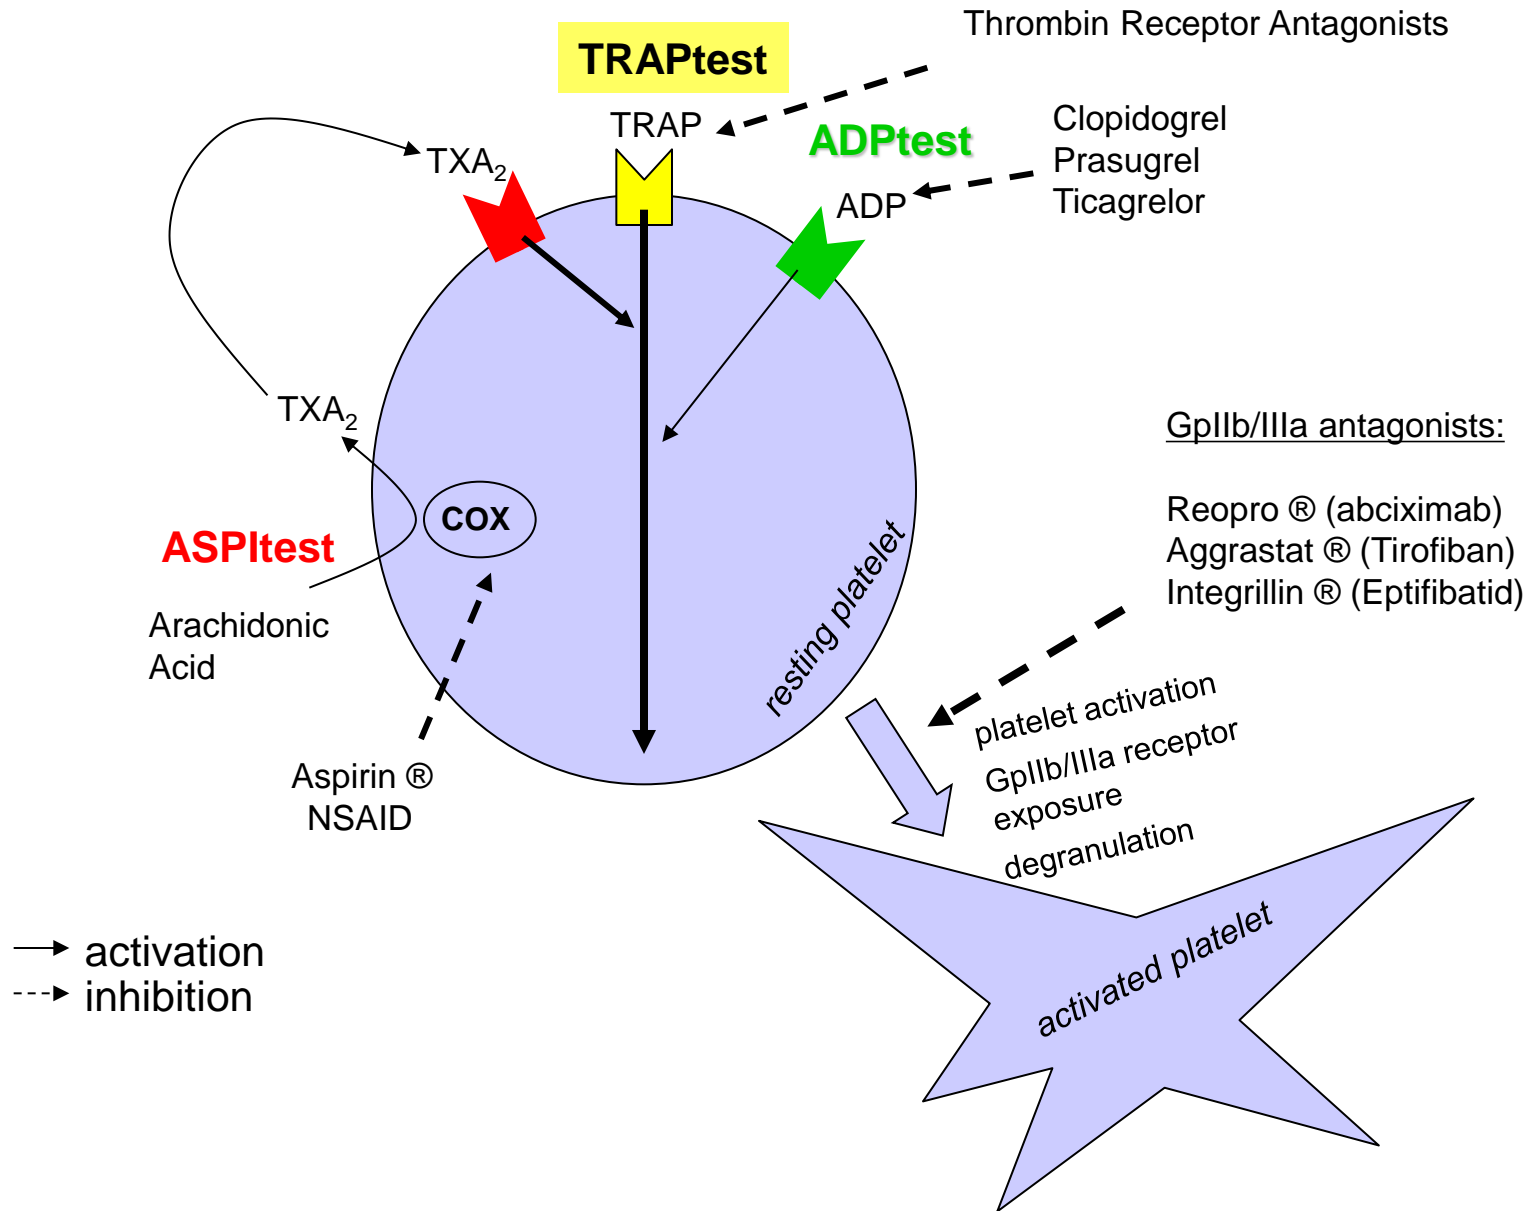 Thrombin Receptor Antagonists
TRAPtest
TRAP
ADPtest
Clopidogrel
Prasugrel
Ticagrelor
TXA₂
ADP
TXA₂
GpIIb/IIIa antagonists:
COX
Reopro ® (abciximab)
Aggrastat ® (Tirofiban)
Integrillin ® (Eptifibatid)
ASPItest
Arachidonic
Acid
resting platelet
Aspirin ®
NSAID
platelet activation
GpIIb/IIIa receptor
exposure
degranulation
activated platelet
activation
inhibition